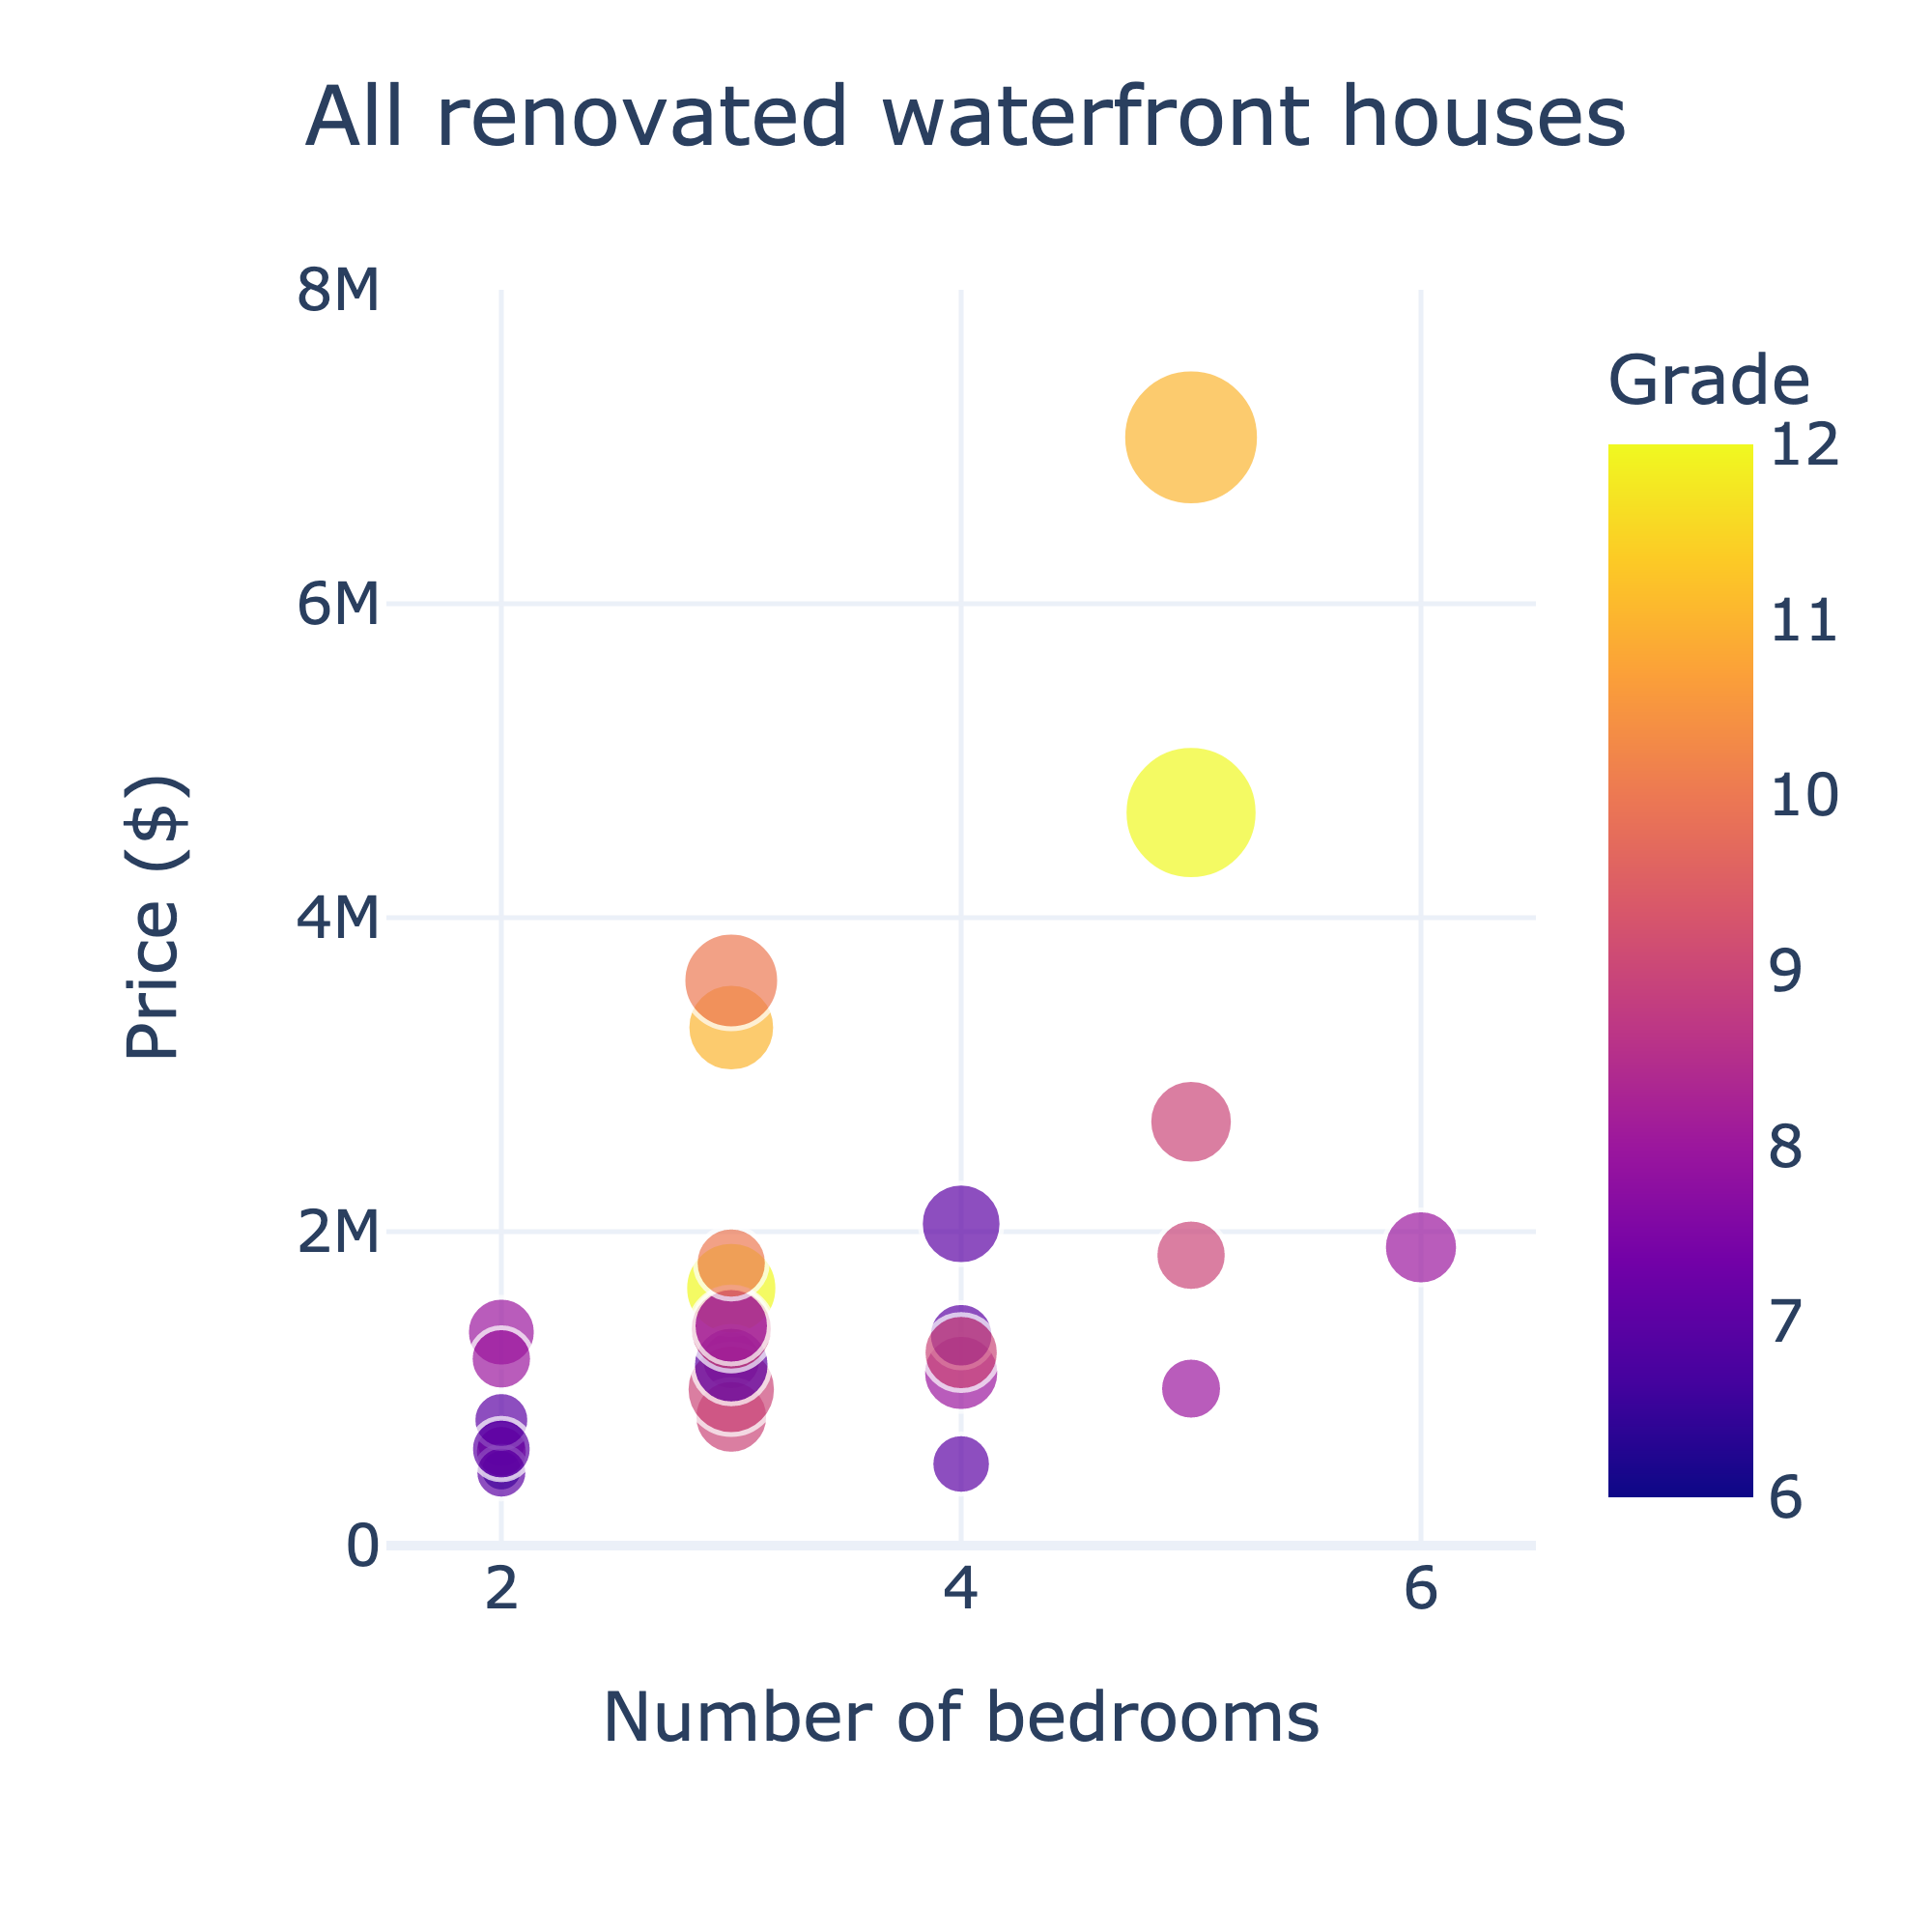 All renovated waterfront houses
8M
6M
4M
2M
0
Price ($)
2
4
6
Number of bedrooms
Grade
12
11
10
9
8
7
6